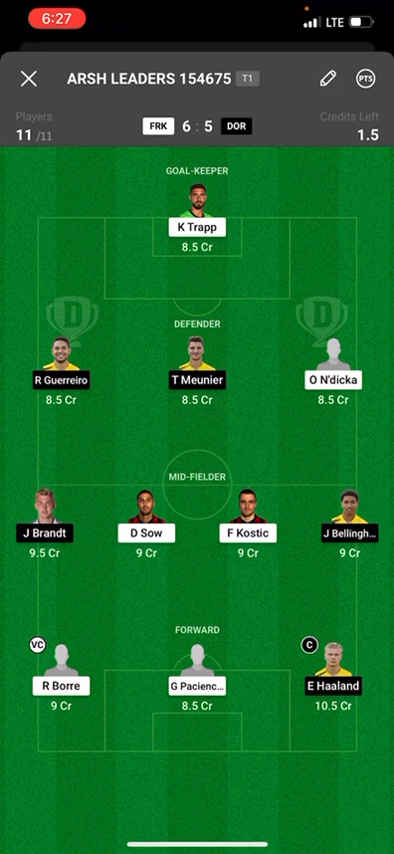 6:27
LTE
ARSH LEADERS 154675 T1
PTS
Players
Credits Left
11 /11
FRK 6 : 5 DOR
1.5
GOAL-KEEPER
K Trapp
8.5 Cr
DEFENDER
D D
R Guerreiro T Meunier O N'dicka
8.5 Cr 8.5 Cr 8.5 Cr
MID-FIELDER
J Brandt D Sow F Kostic J Bellingh...
9.5 Cr 9 Cr 9 Cr 9 Cr
FORWARD
VC C
R Borre G Pacienc... E Haaland
9 Cr 8.5 Cr 10.5 Cr